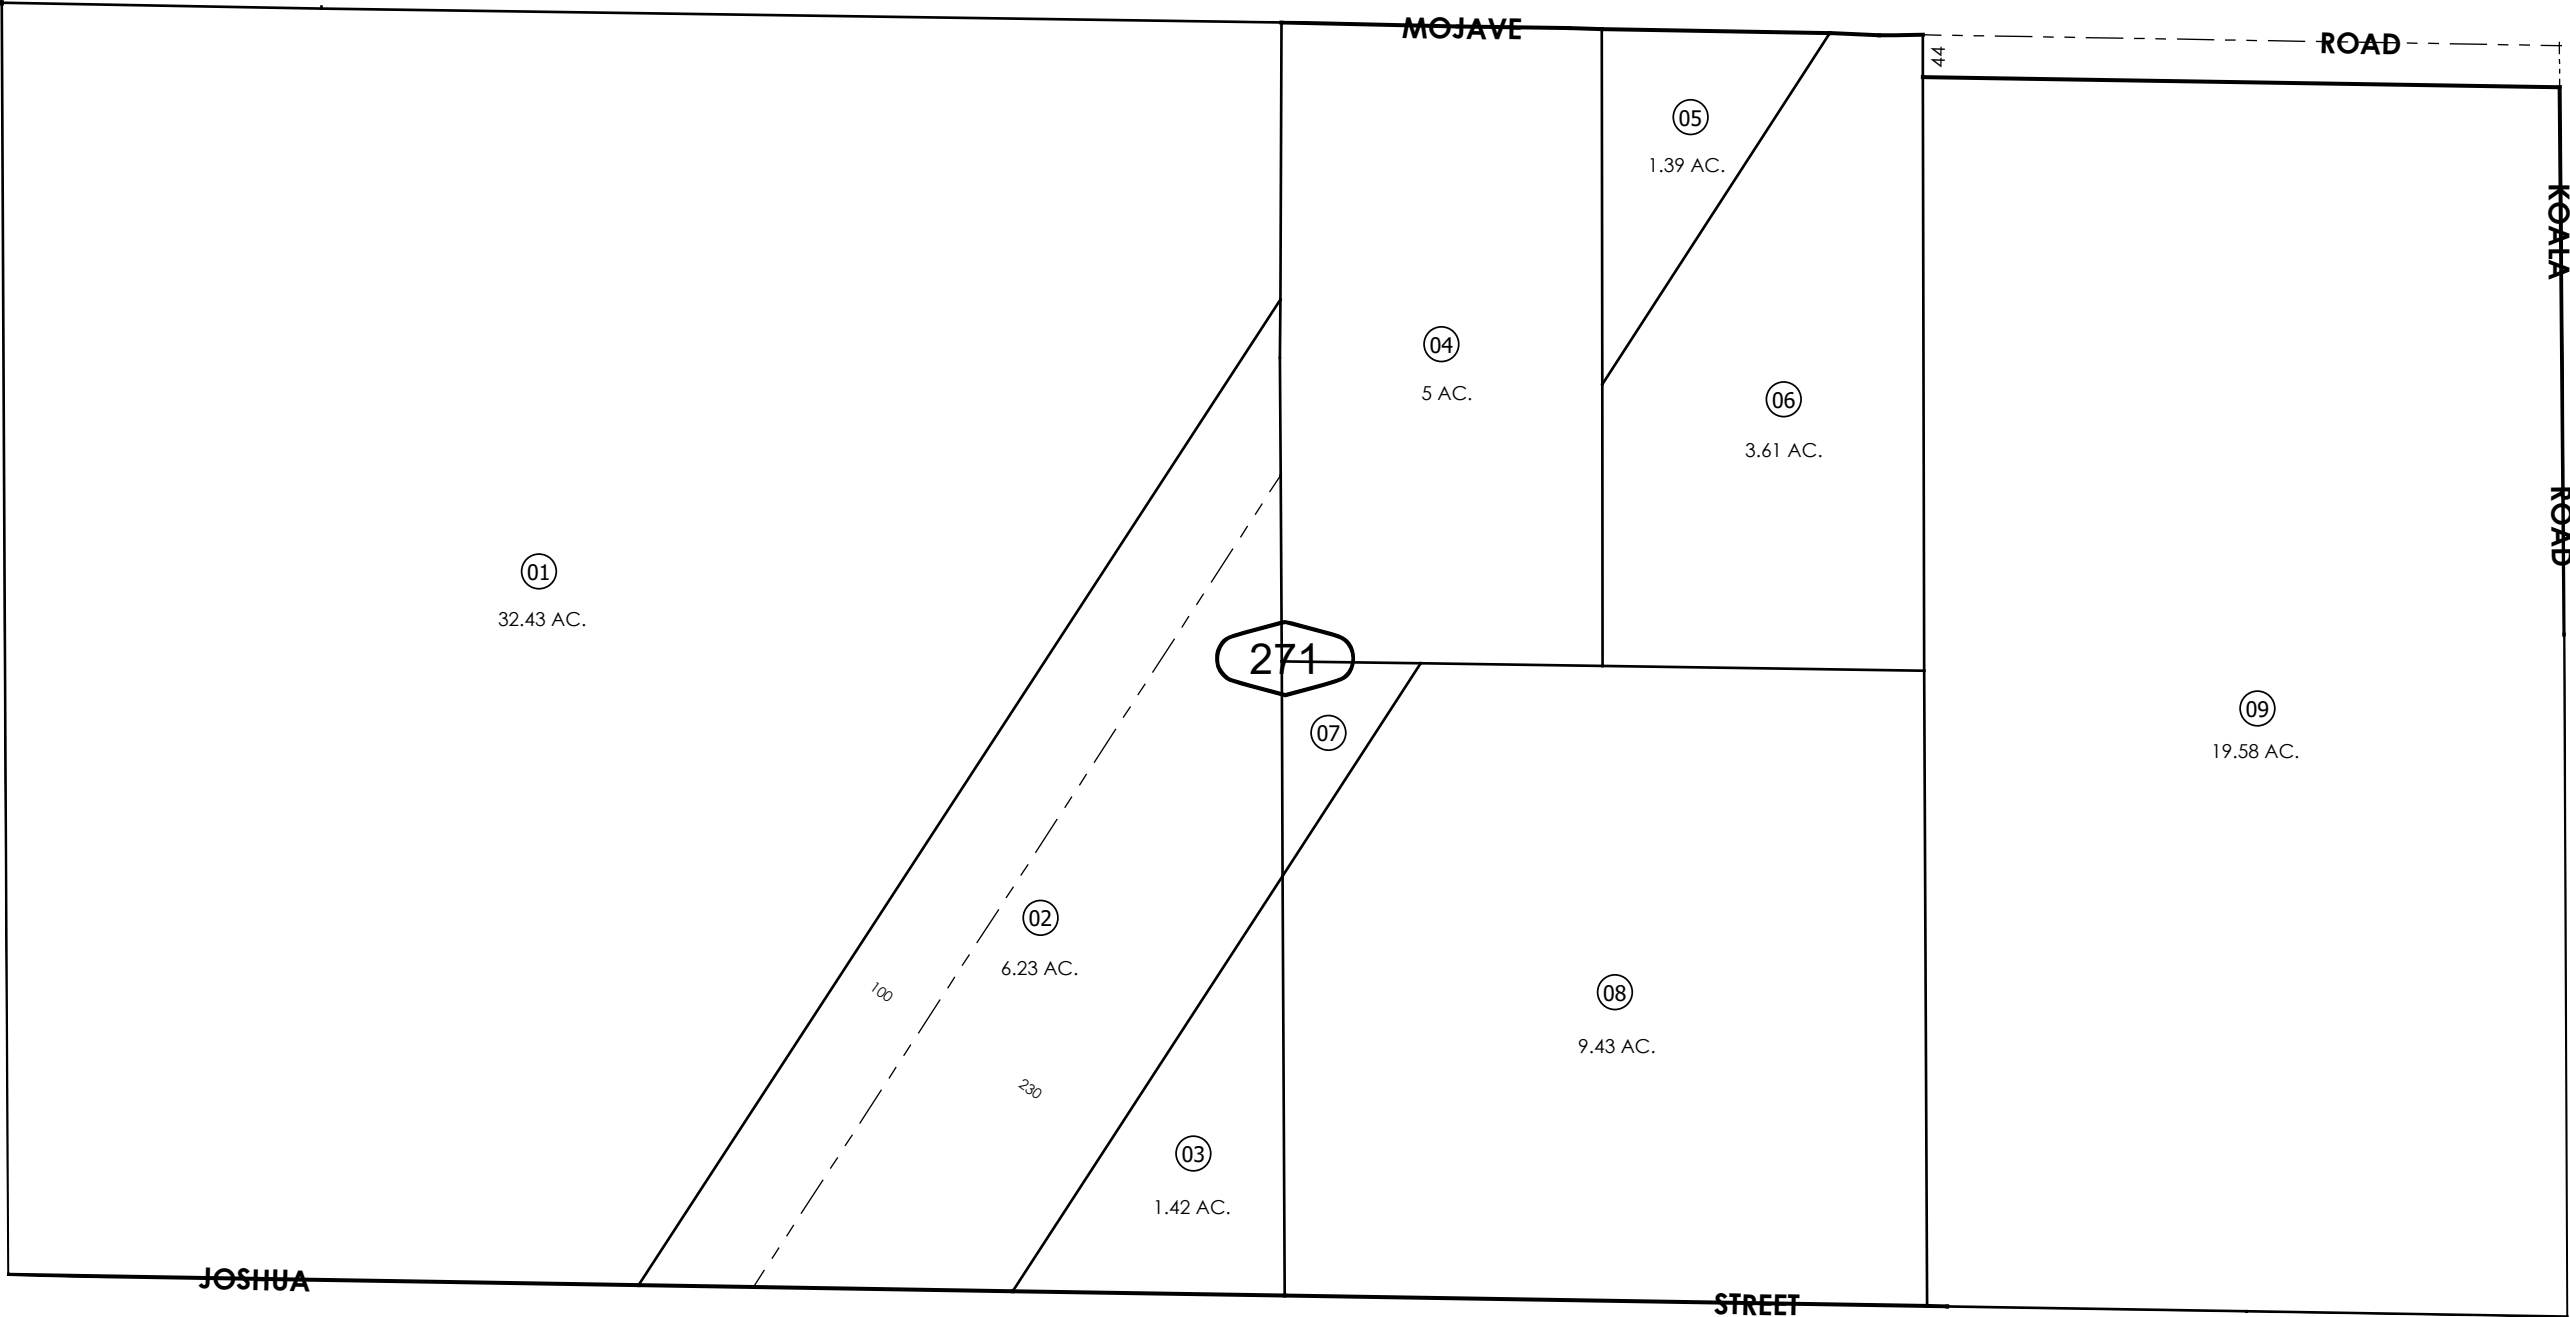 MOJAVE ROAD
44
05
1.39 AC.
KOALA ROAD
04
5 AC.
06
3.61 AC.
01
32.43 AC.
271
07
09
19.58 AC.
02
6.23 AC.
100
08
9.43 AC.
230
03
1.42 AC.
JOSHUA STREET